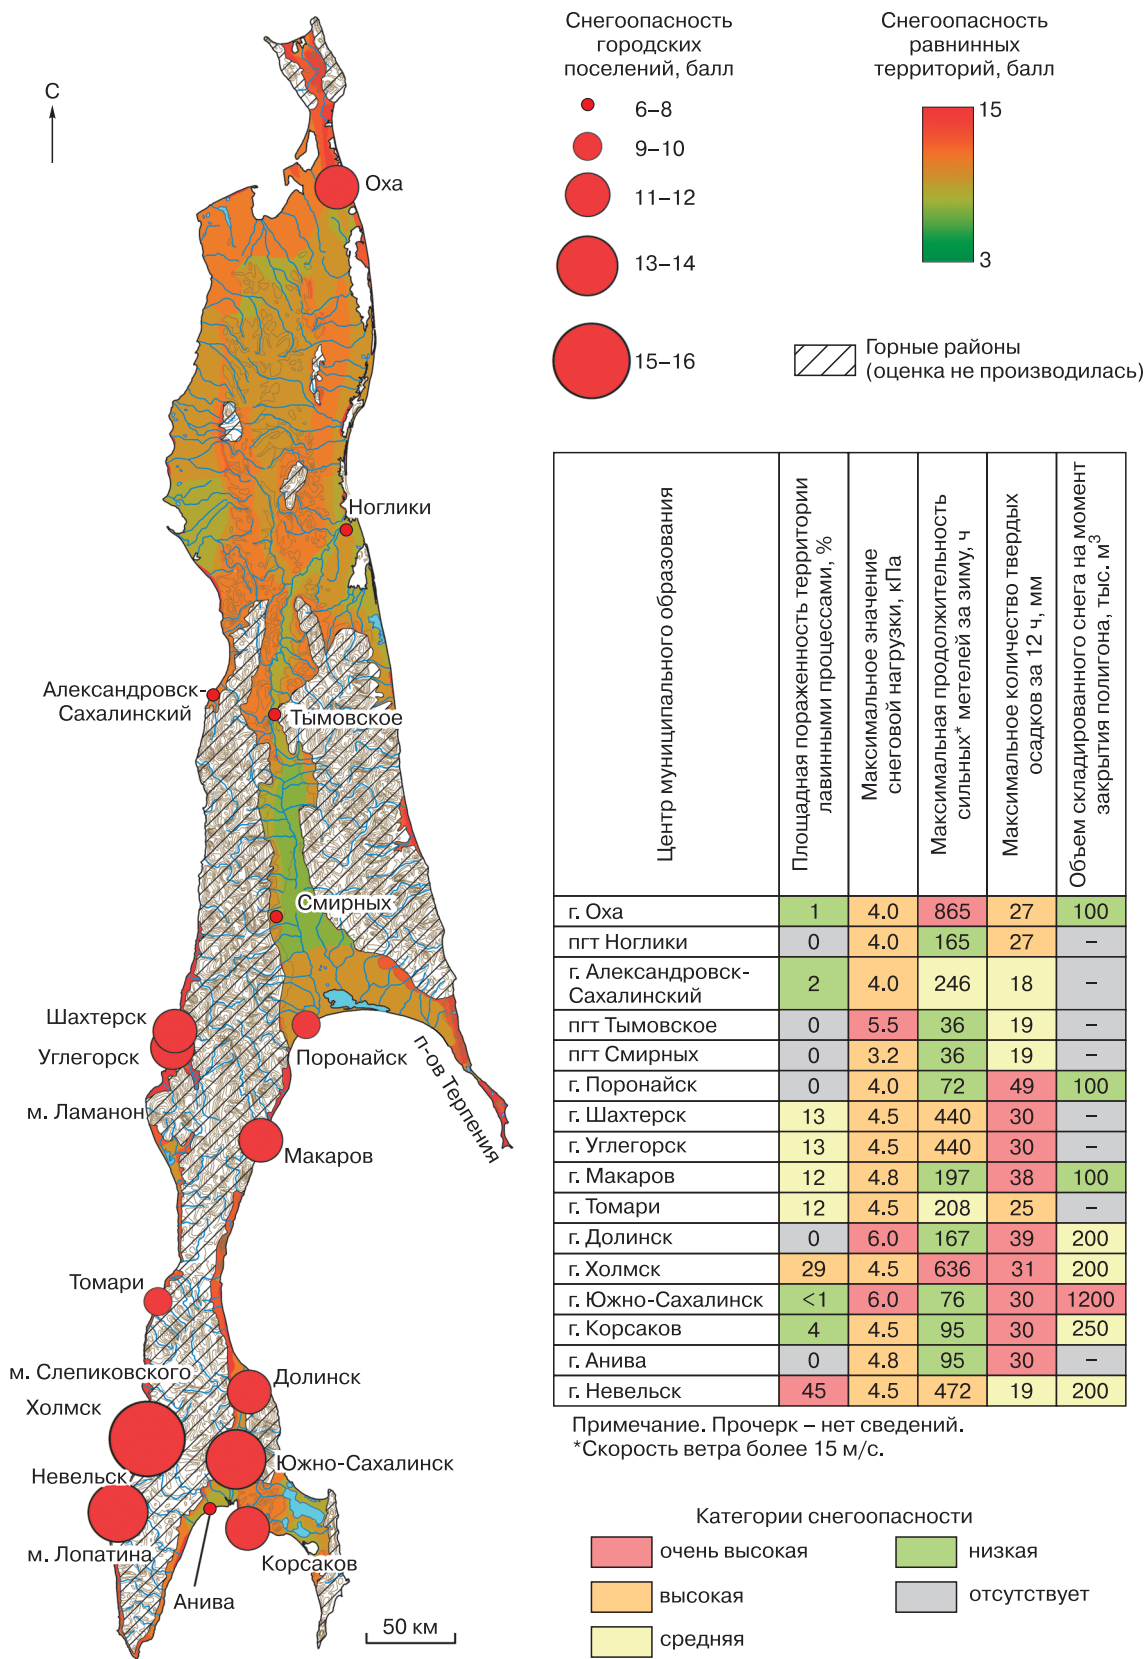 С
Оха
Ноглики
Александровск-
Сахалинский
Тымовское
Смирных
Шахтерск
Углегорск
Поронайск
п-ов Терпения
м. Ламанон
Макаров
Томари
м. Слепиковского
Долинск
Холмск
Южно-Сахалинск
Невельск
м. Лопатина
Корсаков
Анива
50 км
Снегоопасность
городских
поселений, балл
6–8
9–10
11–12
13–14
15–16
Снегоопасность
равнинных
территорий, балл
15
3
Горные районы
(оценка не производилась)
Центр муниципального образования
Площадная пораженность территории
лавинными процессами, %
Максимальное значение
снеговой нагрузки, кПа
Максимальная продолжительность
сильных* метелей за зиму, ч
Максимальное количество твердых
осадков за 12 ч, мм
Объем складированного снега на момент
закрытия полигона, тыс. м³
г. Оха 1 4.0 865 27 100
пгт Ноглики 0 4.0 165 27 –
г. Александровск-
Сахалинский 2 4.0 246 18 –
пгт Тымовское 0 5.5 36 19 –
пгт Смирных 0 3.2 36 19 –
г. Поронайск 0 4.0 72 49 100
г. Шахтерск 13 4.5 440 30 –
г. Углегорск 13 4.5 440 30 –
г. Макаров 12 4.8 197 38 100
г. Томари 12 4.5 208 25 –
г. Долинск 0 6.0 167 39 200
г. Холмск 29 4.5 636 31 200
г. Южно-Сахалинск <1 6.0 76 30 1200
г. Корсаков 4 4.5 95 30 250
г. Анива 0 4.8 95 30 –
г. Невельск 45 4.5 472 19 200
Примечание. Прочерк – нет сведений.
*Скорость ветра более 15 м/с.
Категории снегоопасности
очень высокая
высокая
средняя
низкая
отсутствует